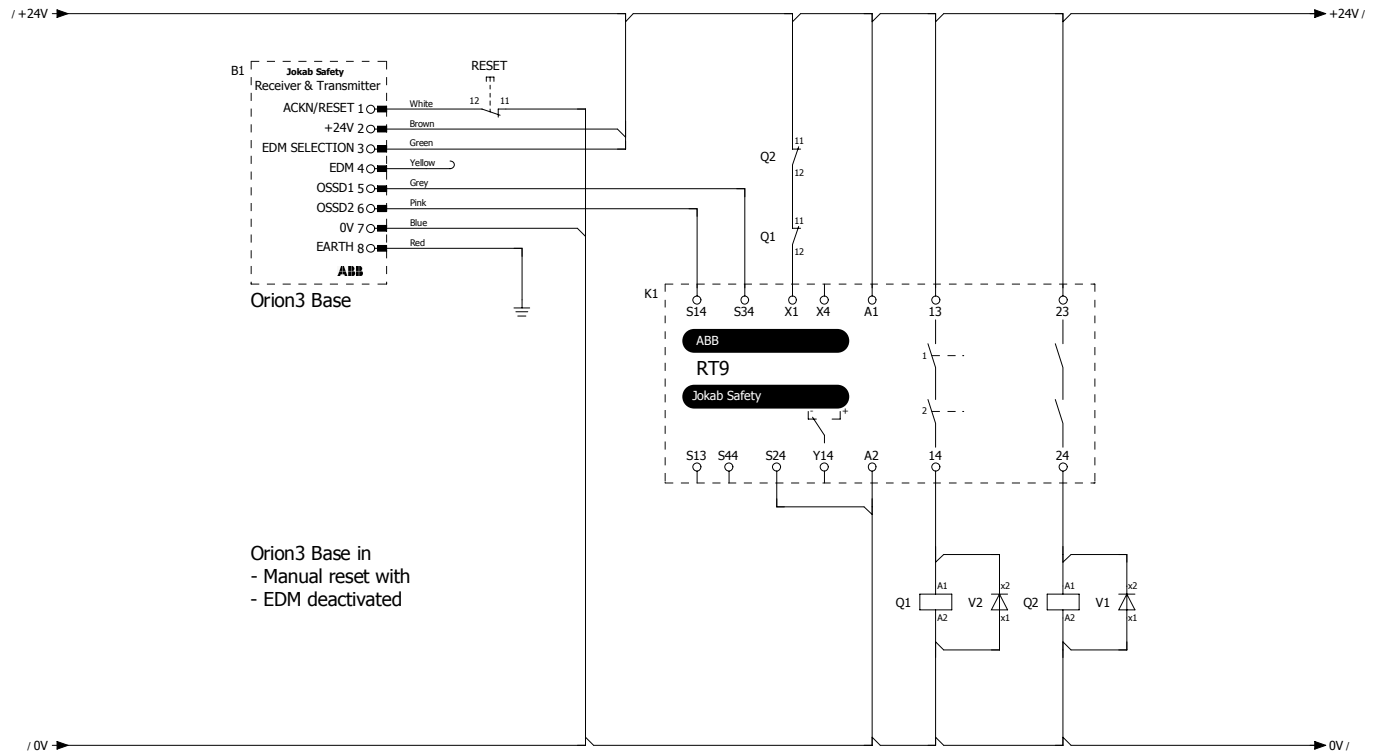 / +24V
+24V /
B1
Jokab Safety
Receiver & Transmitter
ACKN/RESET 1
White
12
11
RESET
+24V 2
Brown
EDM SELECTION 3
Green
EDM 4
Yellow
OSSD1 5
Grey
OSSD2 6
Pink
0V 7
Blue
EARTH 8
Red
ABB
Orion3 Base
Q2
11
12
Q1
11
12
K1
S14
S34
X1
X4
A1
13
23
ABB
RT9
Jokab Safety
- +
1
2
S13
S44
S24
Y14
A2
14
24
Orion3 Base in
- Manual reset with
- EDM deactivated
Q1
A1
A2
V2
x2
x1
Q2
A1
A2
V1
x2
x1
/ 0V
0V /